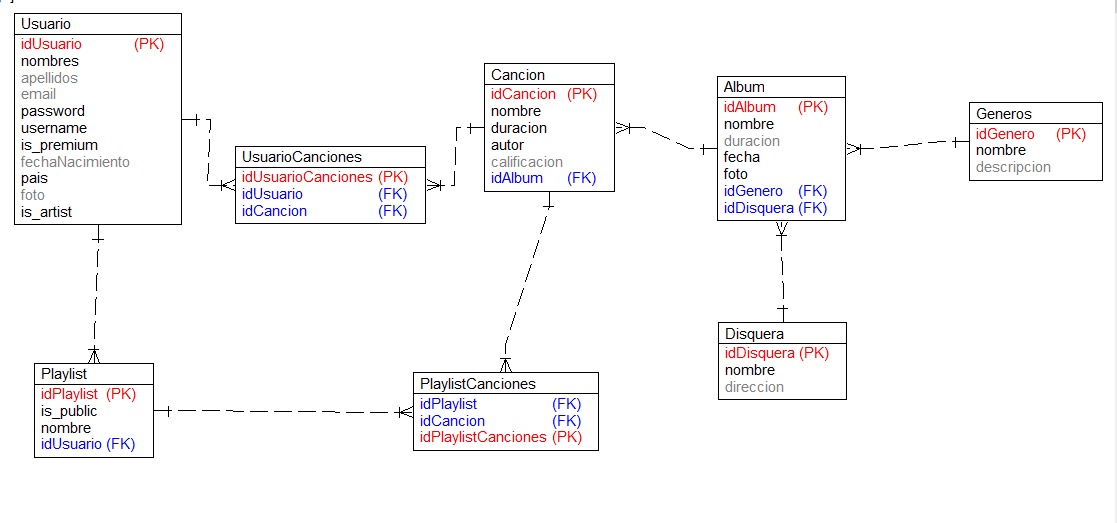 Usuario
idUsuario (PK)
nombres
apellidos
email
password
username
is_premium
fechaNacimiento
pais
foto
is_artist
UsuarioCanciones
idUsuarioCanciones (PK)
idUsuario (FK)
idCancion (FK)
Cancion
idCancion (PK)
nombre
duracion
autor
calificacion
idAlbum (FK)
Album
idAlbum (PK)
nombre
duracion
fecha
foto
idGenero (FK)
idDisquera (FK)
Generos
idGenero (PK)
nombre
descripcion
Disquera
idDisquera (PK)
nombre
direccion
Playlist
idPlaylist (PK)
is_public
nombre
idUsuario (FK)
PlaylistCanciones
idPlaylist (FK)
idCancion (FK)
idPlaylistCanciones (PK)